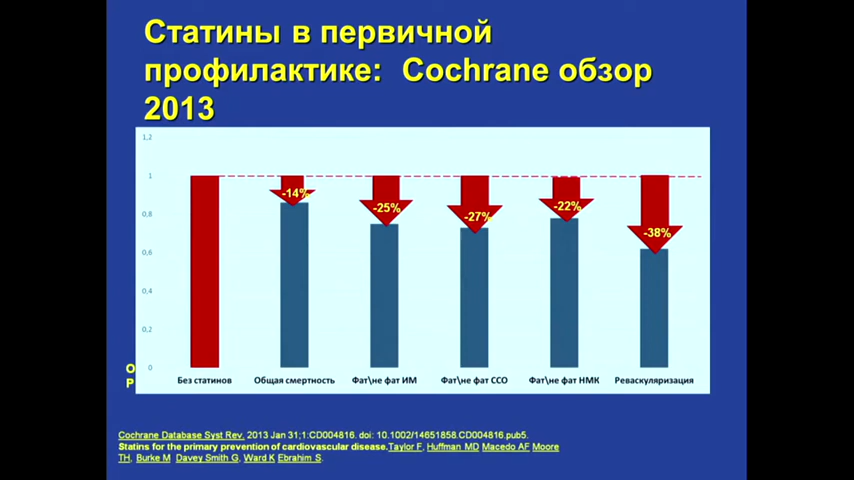 Статины в первичной
профилактике: Cochrane обзор
2013
1,2
1
0,8
0,6
0,4
0,2
0
-14%
-25%
-27%
-22%
-38%
Без статинов
Общая смертность
Фат\не фат ИМ
Фат\не фат ССО
Фат\не фат НМК
Реваскуляризация
О
Р
Cochrane Database Syst Rev. 2013 Jan 31;1:CD004816. doi: 10.1002/14651858.CD004816.pub5.
Statins for the primary prevention of cardiovascular disease.Taylor F, Huffman MD Macedo AF Moore
TH, Burke M Davey Smith G, Ward K Ebrahim S.